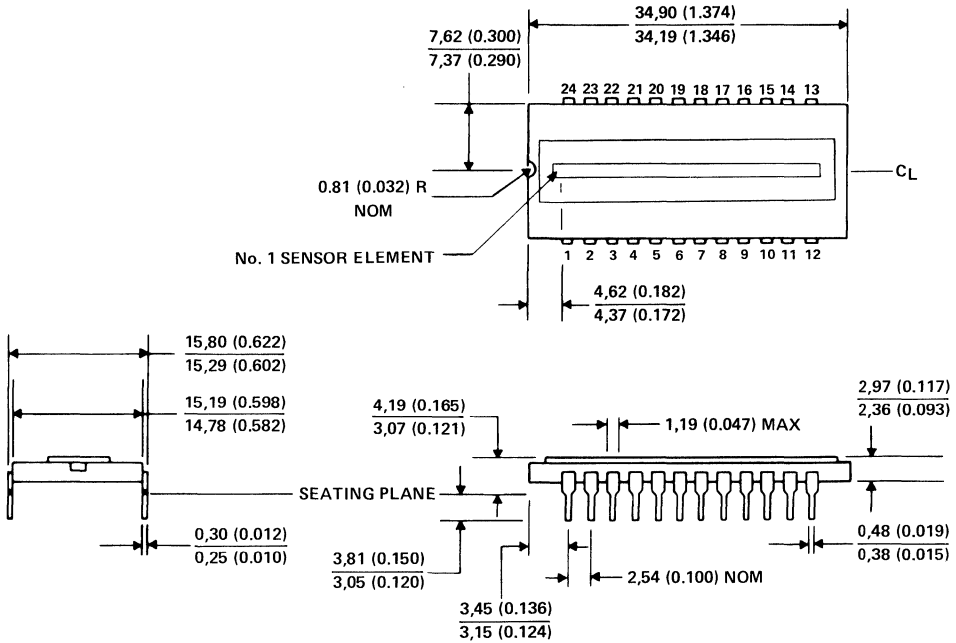 34,90 (1.374)
34,19 (1.346)
7,62 (0.300)
7,37 (0.290)
24 23 22 21 20 19 18 17 16 15 14 13
0.81 (0.032) R
NOM
CL
No. 1 SENSOR ELEMENT
1 2 3 4 5 6 7 8 9 10 11 12
4,62 (0.182)
4,37 (0.172)
15,80 (0.622)
15,29 (0.602)
15,19 (0.598)
14,78 (0.582)
4,19 (0.165)
3,07 (0.121)
1,19 (0.047) MAX
2,97 (0.117)
2,36 (0.093)
SEATING PLANE
0,30 (0.012)
0,25 (0.010)
3,81 (0.150)
3,05 (0.120)
0,48 (0.019)
0,38 (0.015)
2,54 (0.100) NOM
3,45 (0.136)
3,15 (0.124)